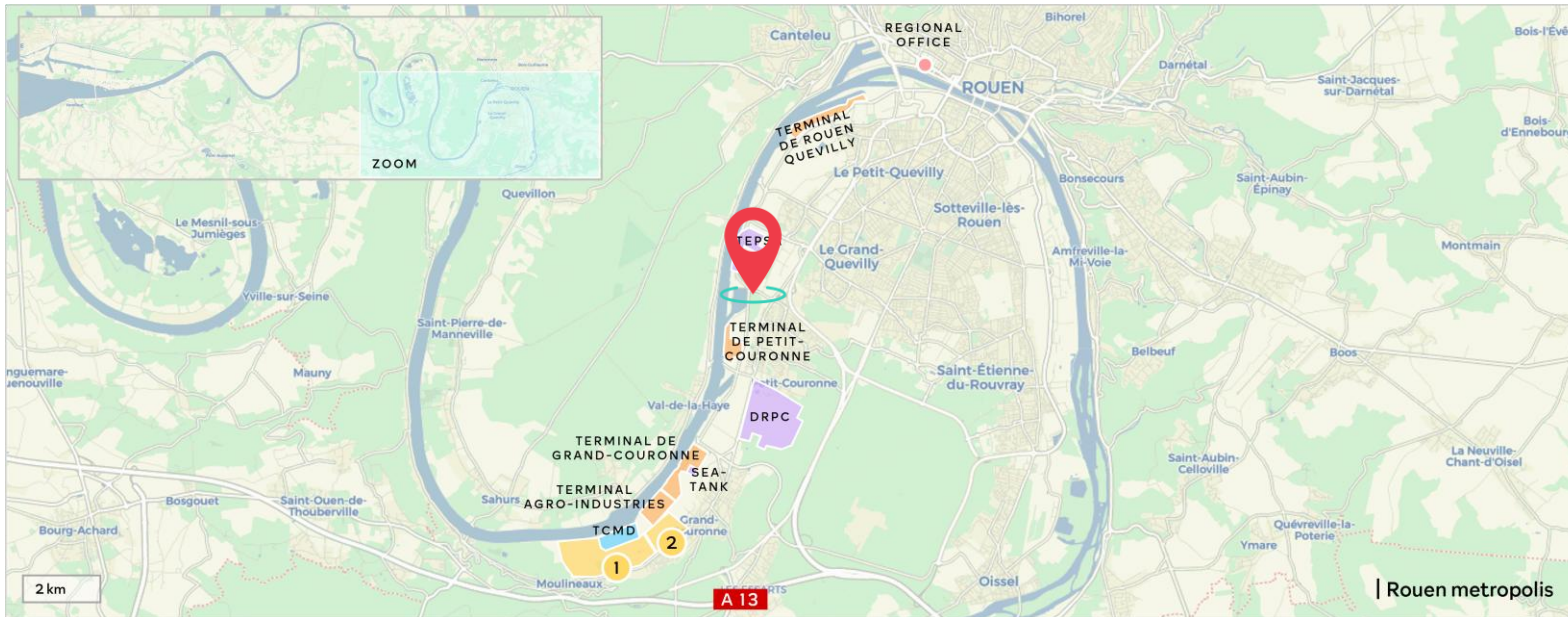 ZOOM
Canteleu
REGIONAL
OFFICE
Bihorel
Darnétal
ROUEN
Saint-Jacques-
sur-Darnétal
TERMINAL
DE ROUEN
QUEVILLY
Le Petit-Quevilly
Bonsecours
Saint-Aubin-
Épinay
Quevillon
Le Mesnil-sous-
Jumièges
Sotteville-lès-
Rouen
TEPS
Le Grand-
Quevilly
Amfreville-la-
Mi-Voie
Montmain
Yville-sur-Seine
Saint-Pierre-de-
Manneville
TERMINAL
DE PETIT-
COURONNE
Belbeuf
Boos
Mauny
Saint-Étienne-
du-Rouvray
tit-Couronne
Val-de-la-Haye
DRPC
TERMINAL DE
GRAND-COURONNE
SEA-
TANK
La Neuville-
Chant-d'Oisel
Saint-Aubin-
Celloville
TERMINAL
AGRO-INDUSTRIES
Sahurs
Bosgouet
Saint-Ouen-de-
Thouberville
Bourg-Achard
TCMD
Grand-
uronne
2
1
Quévreville-la-
Poterie
Ymare
Moulineaux
Oissel
2 km
A 13
Rouen metropolis